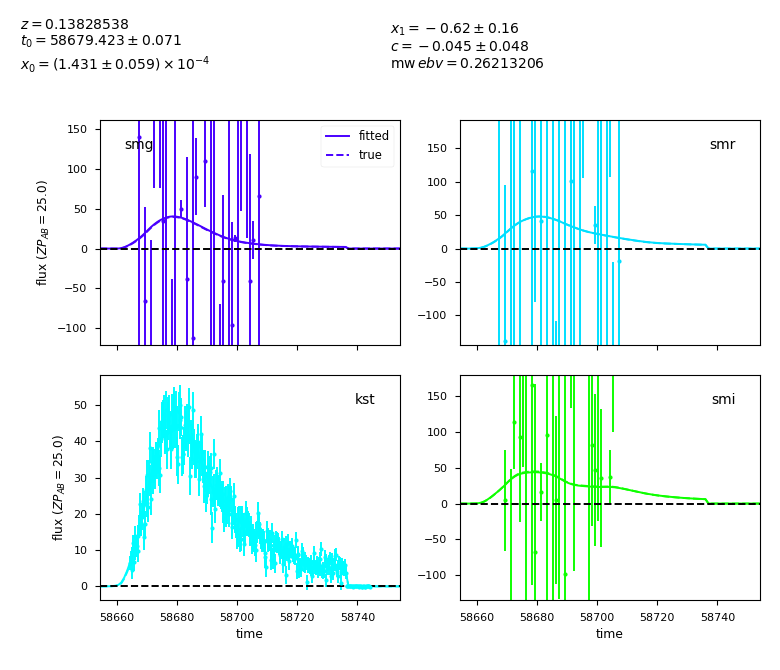 z = 0.13828538
t₀ = 58679.423 ± 0.071
x₀ = (1.431 ± 0.059) × 10⁻⁴
x₁ = −0.62 ± 0.16
c = −0.045 ± 0.048
mw ebv = 0.26213206
smg
fitted
true
150
100
50
0
−50
−100
flux (ZP_AB = 25.0)
smr
150
100
50
0
−50
−100
kst
50
40
30
20
10
0
flux (ZP_AB = 25.0)
58660 58680 58700 58720 58740
time
smi
150
100
50
0
−50
−100
58660 58680 58700 58720 58740
time